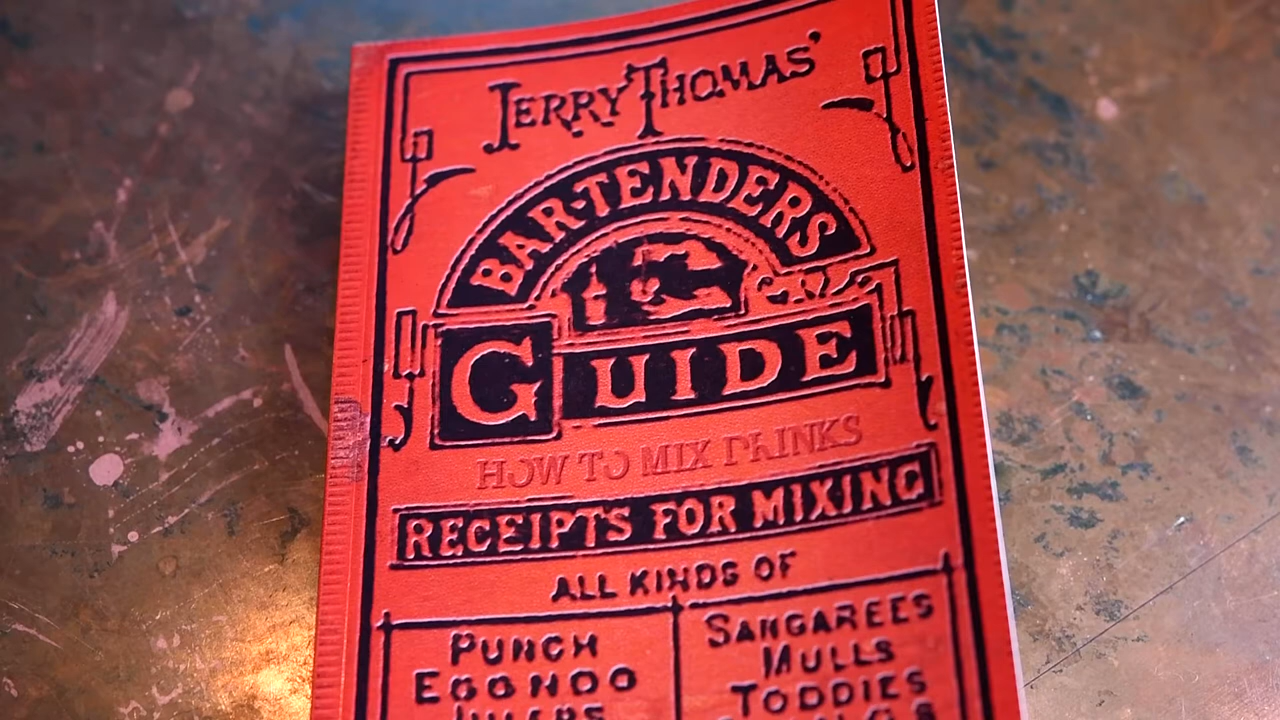 JERRY THOMAS'
BAR-TENDERS
GUIDE
HOW TO MIX DRINKS
RECEIPTS FOR MIXING
ALL KINDS OF
PUNCH
EGGNOG
SANGAREES
MULLS
TODDIES